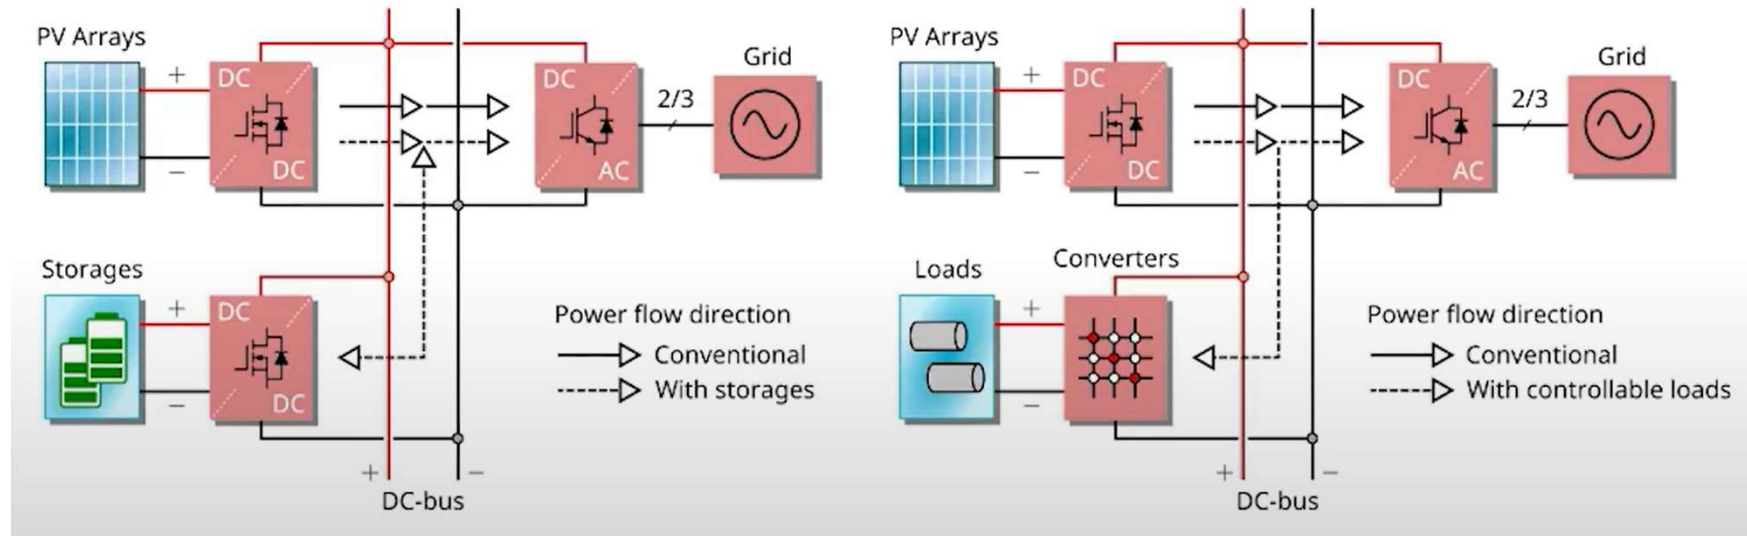 PV Arrays
+
−
DC
DC
DC
AC
2/3
Grid
Storages
+
−
DC
DC
Power flow direction
Conventional
With storages
+
−
DC-bus
PV Arrays
+
−
DC
DC
DC
AC
2/3
Grid
Loads
+
−
Converters
Power flow direction
Conventional
With controllable loads
+
−
DC-bus